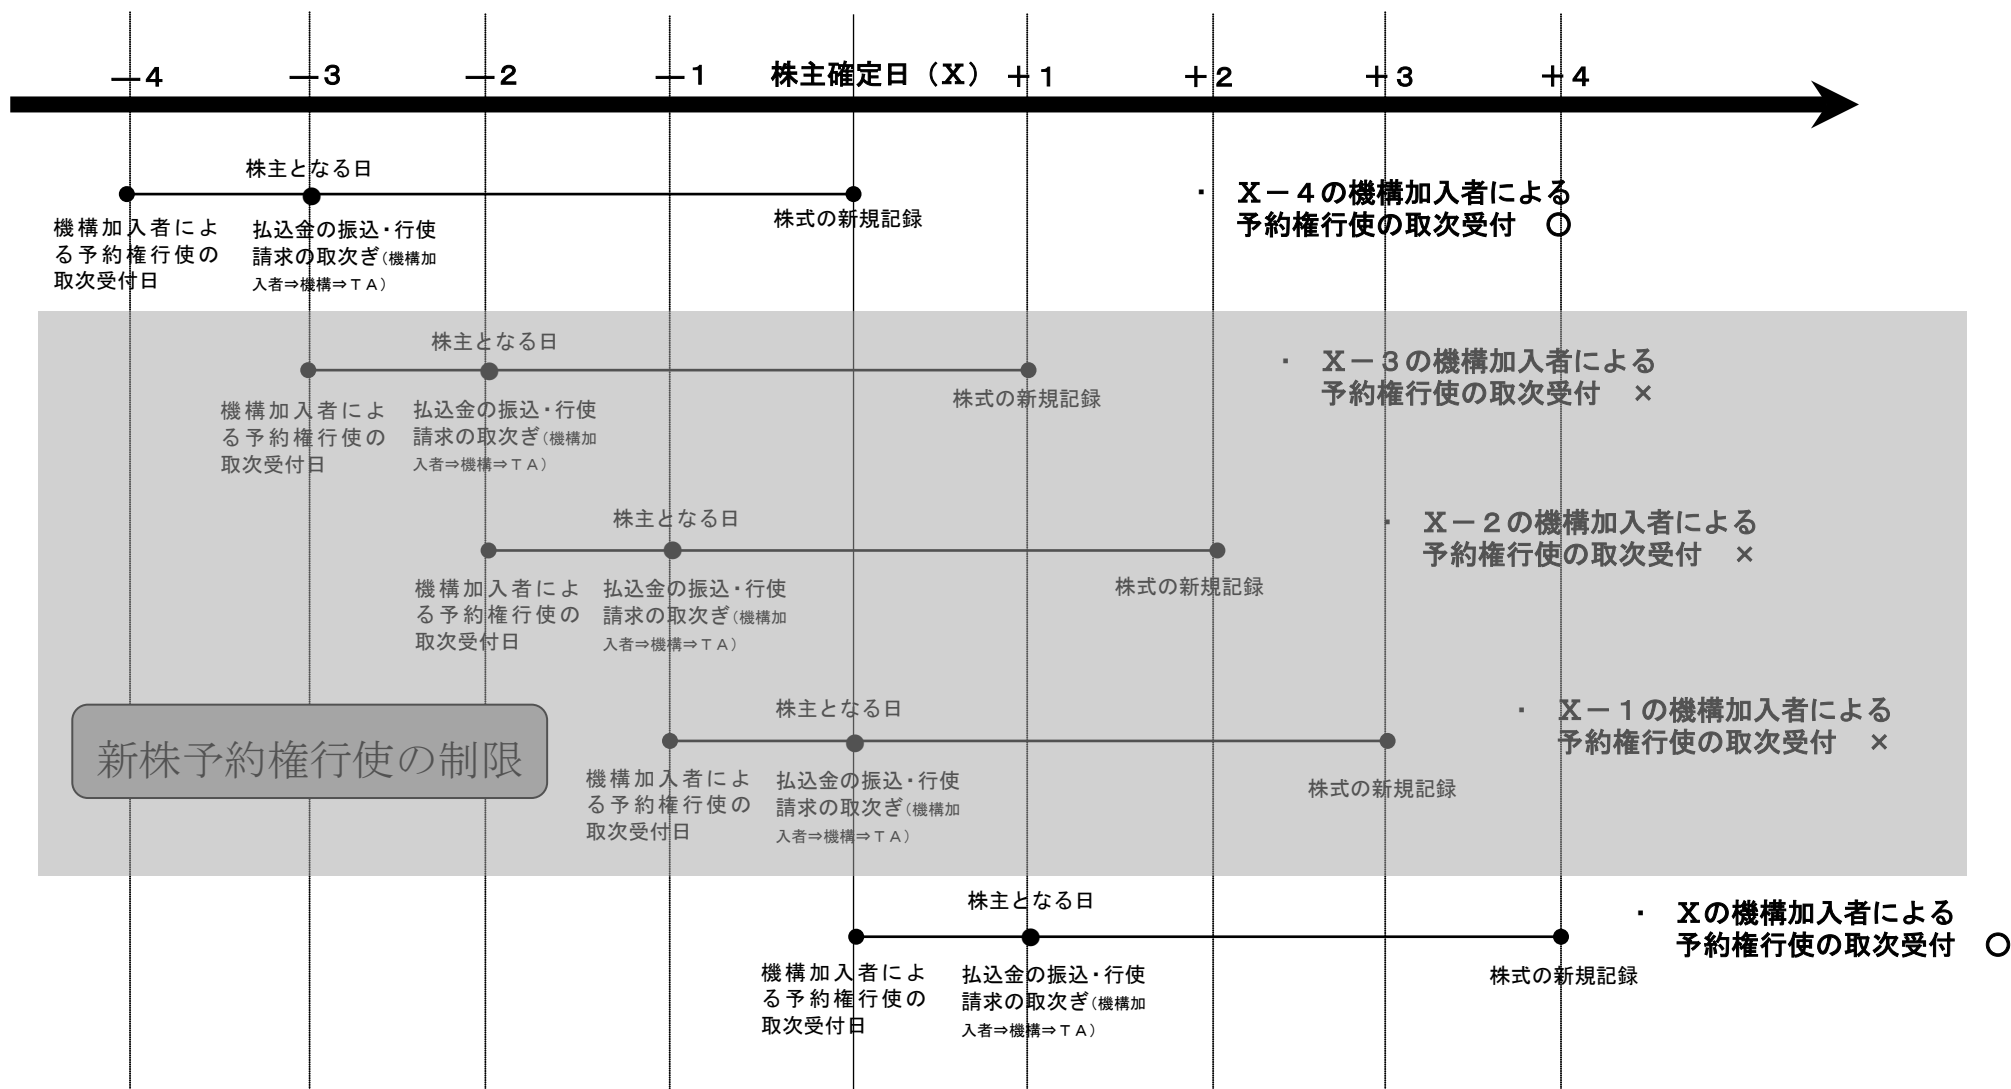 ―4 ―3 ―2 ―1 株主確定日（X） ＋1 ＋2 ＋3 ＋4
株主となる日
機構加入者によ
る予約権行使の
取次受付日
払込金の振込・行使
請求の取次ぎ（機構加
入者⇒機構⇒ＴＡ）
株式の新規記録
・ X－４の機構加入者による
予約権行使の取次受付 ○
株主となる日
機構加入者によ
る予約権行使の
取次受付日
払込金の振込・行使
請求の取次ぎ（機構加
入者⇒機構⇒ＴＡ）
株式の新規記録
・ X－３の機構加入者による
予約権行使の取次受付 ×
株主となる日
機構加入者によ
る予約権行使の
取次受付日
払込金の振込・行使
請求の取次ぎ（機構加
入者⇒機構⇒ＴＡ）
株式の新規記録
・ X－２の機構加入者による
予約権行使の取次受付 ×
新株予約権行使の制限
株主となる日
機構加入者によ
る予約権行使の
取次受付日
払込金の振込・行使
請求の取次ぎ（機構加
入者⇒機構⇒ＴＡ）
株式の新規記録
・ X－１の機構加入者による
予約権行使の取次受付 ×
株主となる日
機構加入者によ
る予約権行使の
取次受付日
払込金の振込・行使
請求の取次ぎ（機構加
入者⇒機構⇒ＴＡ）
株式の新規記録
・ Xの機構加入者による
予約権行使の取次受付 ○